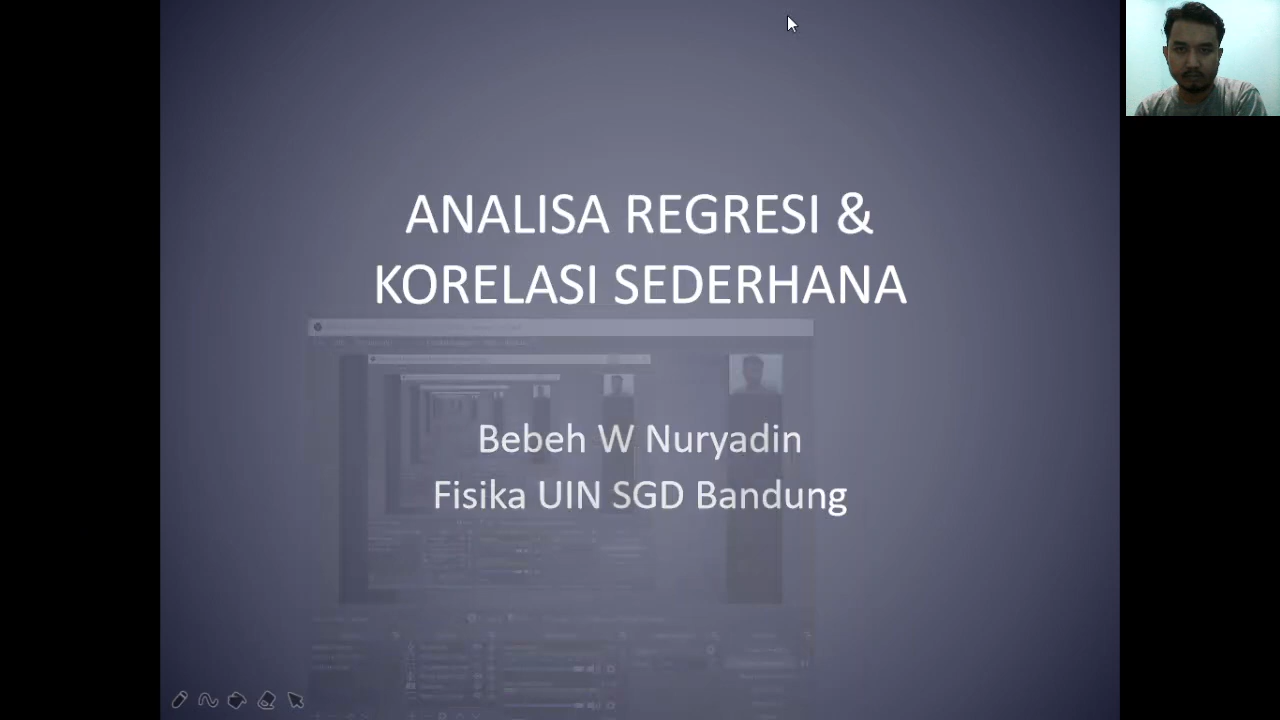 ANALISA REGRESI &
KORELASI SEDERHANA
Bebeh W Nuryadin
Fisika UIN SGD Bandung